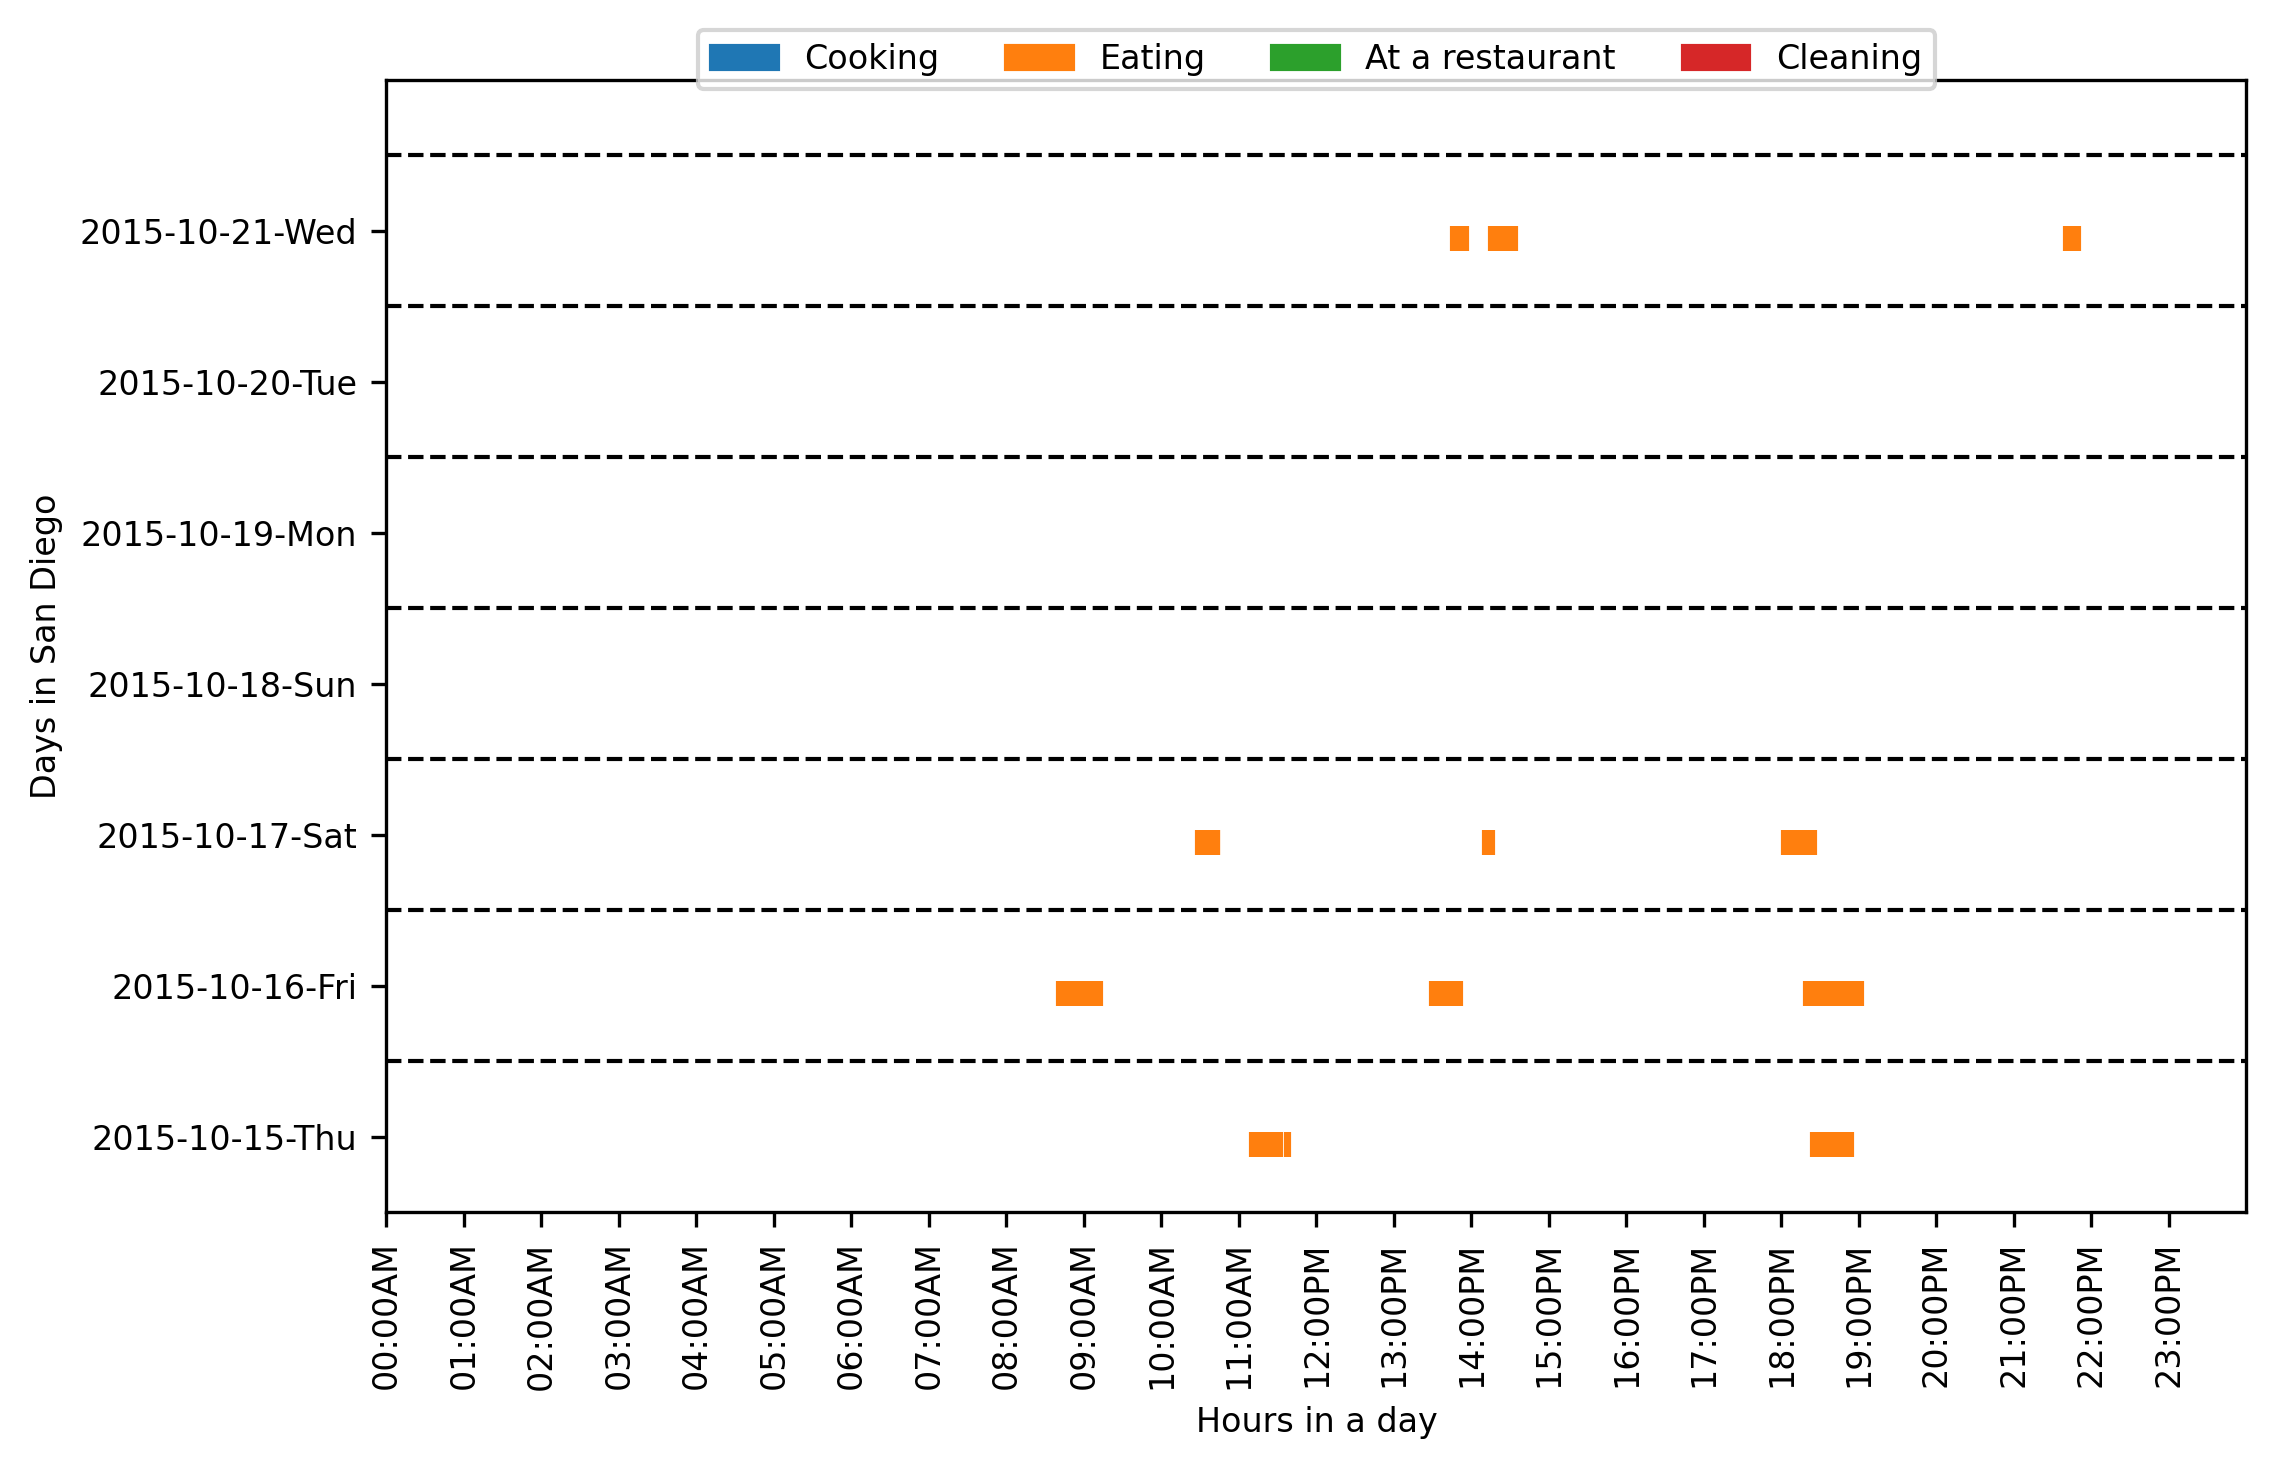 Cooking Eating At a restaurant Cleaning
2015-10-21-Wed
2015-10-20-Tue
2015-10-19-Mon
2015-10-18-Sun
2015-10-17-Sat
2015-10-16-Fri
2015-10-15-Thu
Days in San Diego
00:00AM
01:00AM
02:00AM
03:00AM
04:00AM
05:00AM
06:00AM
07:00AM
08:00AM
09:00AM
10:00AM
11:00AM
12:00PM
13:00PM
14:00PM
15:00PM
16:00PM
17:00PM
18:00PM
19:00PM
20:00PM
21:00PM
22:00PM
23:00PM
Hours in a day